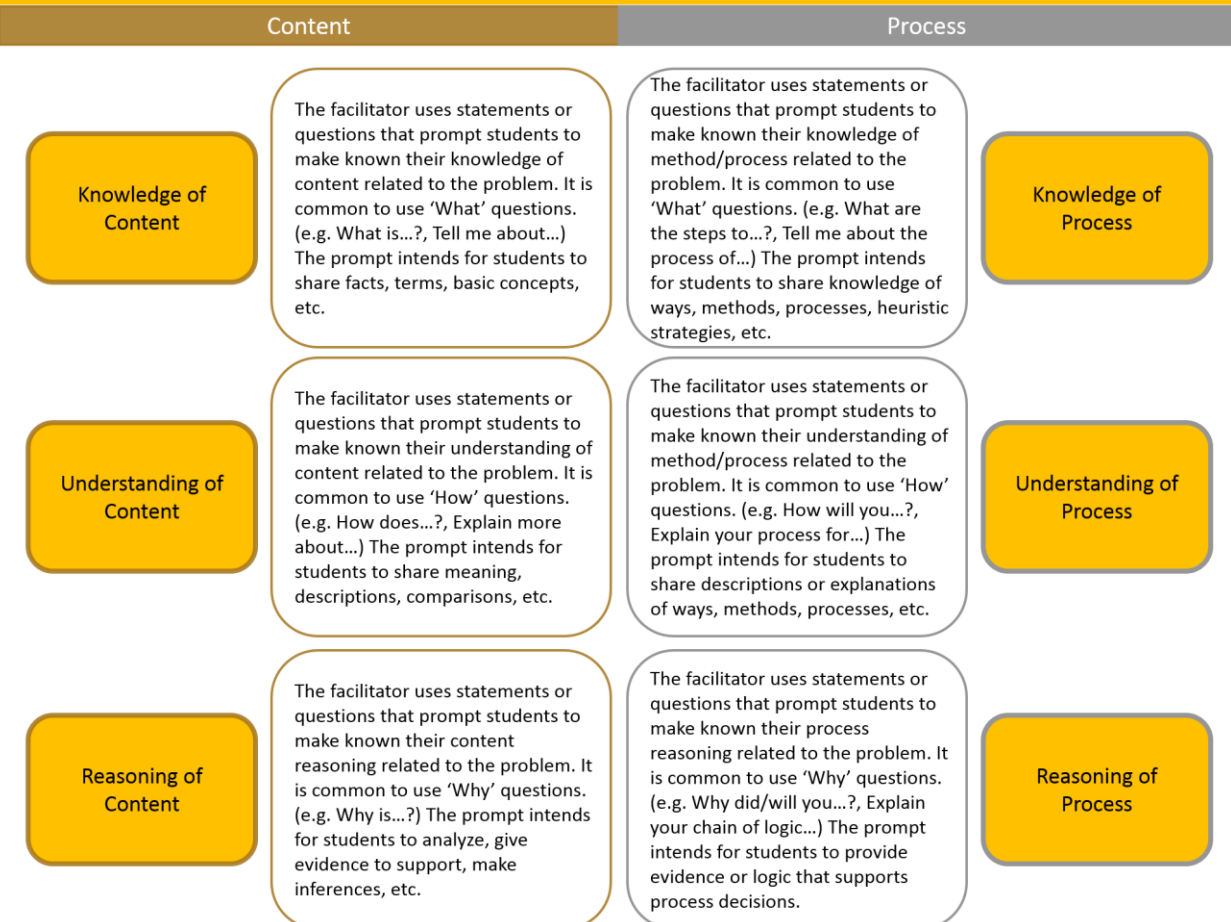 Content
Process
Knowledge of
Content
The facilitator uses statements or
questions that prompt students to
make known their knowledge of
content related to the problem. It is
common to use ‘What’ questions.
(e.g. What is…?, Tell me about…)
The prompt intends for students to
share facts, terms, basic concepts,
etc.
The facilitator uses statements or
questions that prompt students to
make known their knowledge of
method/process related to the
problem. It is common to use
‘What’ questions. (e.g. What are
the steps to…?, Tell me about the
process of…) The prompt intends
for students to share knowledge of
ways, methods, processes, heuristic
strategies, etc.
Knowledge of
Process
Understanding of
Content
The facilitator uses statements or
questions that prompt students to
make known their understanding of
content related to the problem. It is
common to use ‘How’ questions.
(e.g. How does…?, Explain more
about…) The prompt intends for
students to share meaning,
descriptions, comparisons, etc.
The facilitator uses statements or
questions that prompt students to
make known their understanding of
method/process related to the
problem. It is common to use ‘How’
questions. (e.g. How will you…?,
Explain your process for…) The
prompt intends for students to
share descriptions or explanations
of ways, methods, processes, etc.
Understanding of
Process
Reasoning of
Content
The facilitator uses statements or
questions that prompt students to
make known their content
reasoning related to the problem. It
is common to use ‘Why’ questions.
(e.g. Why is…?) The prompt intends
for students to analyze, give
evidence to support, make
inferences, etc.
The facilitator uses statements or
questions that prompt students to
make known their process
reasoning related to the problem. It
is common to use ‘Why’ questions.
(e.g. Why did/will you…?, Explain
your chain of logic…) The prompt
intends for students to provide
evidence or logic that supports
process decisions.
Reasoning of
Process